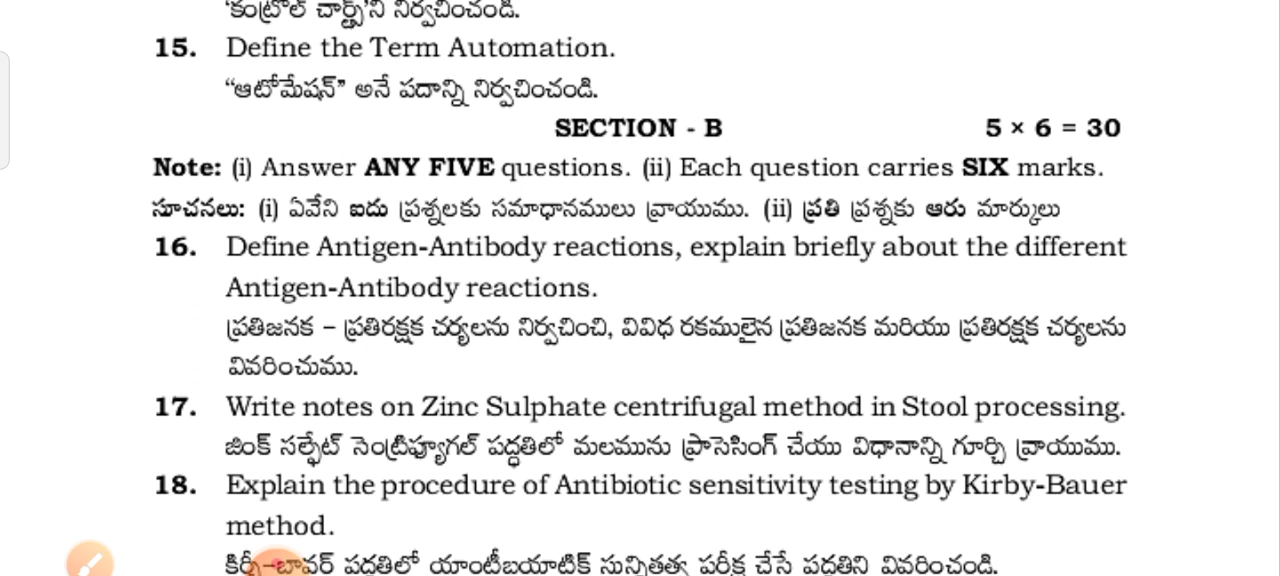 'కంట్రోల్ చార్ట్స్'ని నిర్వచించండి.
15. Define the Term Automation.
“ఆటోమేషన్” అనే పదాన్ని నిర్వచించండి.
SECTION - B 5 × 6 = 30
Note: (i) Answer ANY FIVE questions. (ii) Each question carries SIX marks.
సూచనలు: (i) ఏవేని ఐదు ప్రశ్నలకు సమాధానములు వ్రాయుము. (ii) ప్రతి ప్రశ్నకు ఆరు మార్కులు
16. Define Antigen-Antibody reactions, explain briefly about the different
Antigen-Antibody reactions.
ప్రతిజనక – ప్రతిరక్షక చర్యలను నిర్వచించి, వివిధ రకములైన ప్రతిజనక మరియు ప్రతిరక్షక చర్యలను
వివరించుము.
17. Write notes on Zinc Sulphate centrifugal method in Stool processing.
జింక్ సల్ఫేట్ సెంట్రిఫ్యూగల్ పద్ధతిలో మలమును ప్రాసెసింగ్ చేయు విధానాన్ని గూర్చి వ్రాయుము.
18. Explain the procedure of Antibiotic sensitivity testing by Kirby-Bauer
method.
కిర్బీ–బావర్ పద్ధతిలో యాంటీబయాటిక్ సున్నితత్వ పరీక్ష చేసే పద్ధతిని వివరించండి.